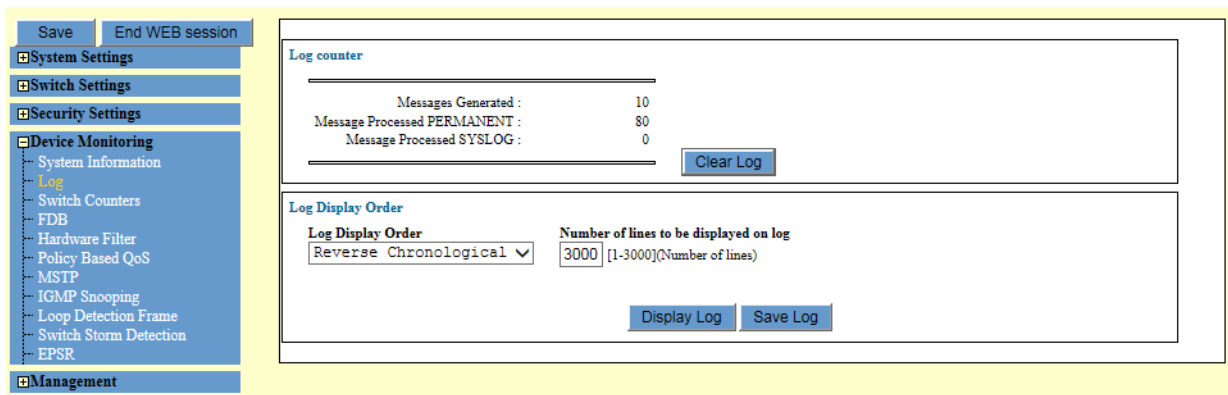 Save
End WEB session
System Settings
Switch Settings
Security Settings
Device Monitoring
System Information
Log
Switch Counters
FDB
Hardware Filter
Policy Based QoS
MSTP
IGMP Snooping
Loop Detection Frame
Switch Storm Detection
EPSR
Management
Log counter
Messages Generated : 10
Message Processed PERMANENT : 80
Message Processed SYSLOG : 0
Clear Log
Log Display Order
Log Display Order
Reverse Chronological
Number of lines to be displayed on log
3000 [1-3000](Number of lines)
Display Log
Save Log